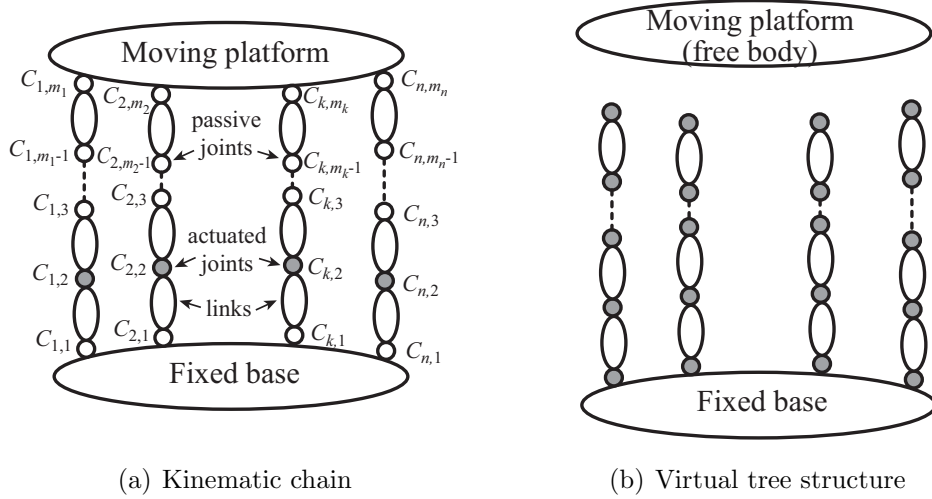 Moving platform
C1,m1
C2,m2
Ck,mk
Cn,mn
passive
joints
C1,m1-1
C2,m2-1
Ck,mk-1
Cn,mn-1
C1,3
C2,3
Ck,3
Cn,3
actuated
joints
C1,2
C2,2
Ck,2
Cn,2
links
C1,1
C2,1
Ck,1
Cn,1
Fixed base
(a) Kinematic chain
Moving platform
(free body)
Fixed base
(b) Virtual tree structure